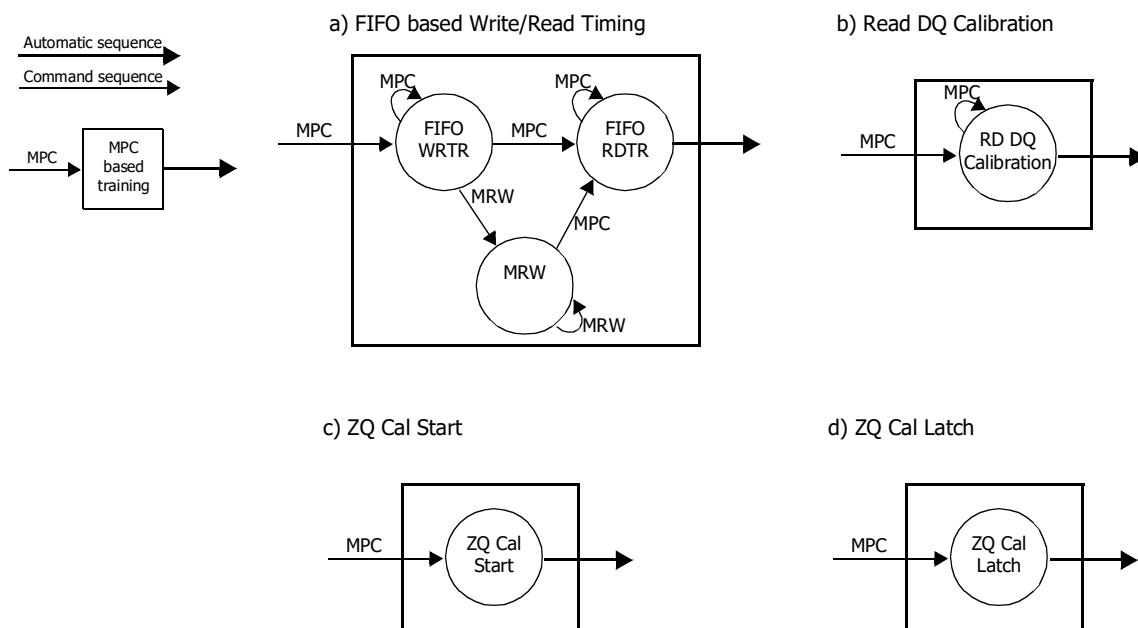 a) FIFO based Write/Read Timing
b) Read DQ Calibration
Automatic sequence
Command sequence
MPC
MPC
based
training
MPC
MPC
FIFO
WRTR
MPC
MPC
FIFO
RDTR
MRW
MPC
MRW
MRW
MPC
MPC
RD DQ
Calibration
c) ZQ Cal Start
d) ZQ Cal Latch
MPC
ZQ Cal
Start
MPC
ZQ Cal
Latch